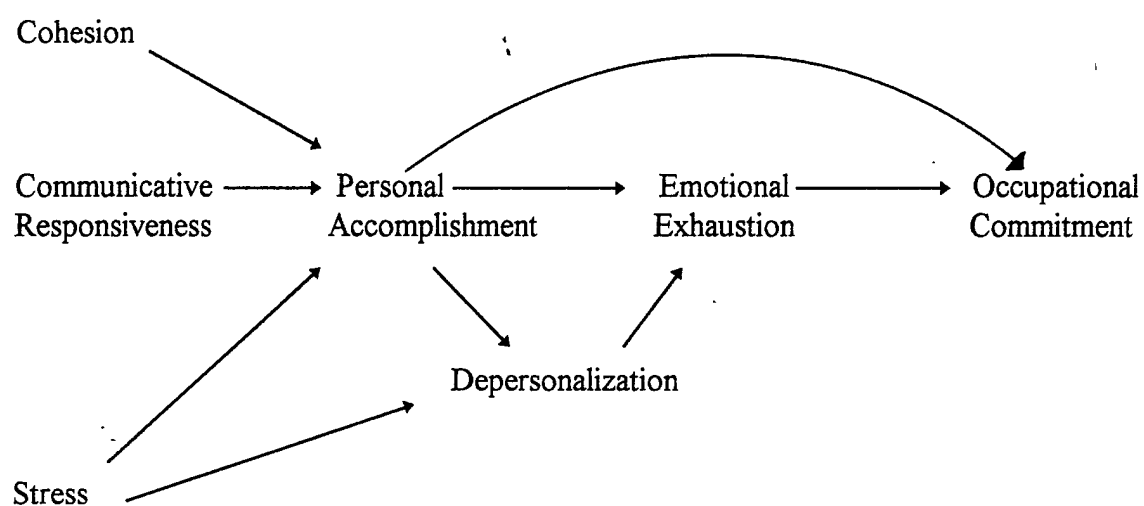 Cohesion
Communicative
Responsiveness
Personal
Accomplishment
Emotional
Exhaustion
Occupational
Commitment
Depersonalization
Stress